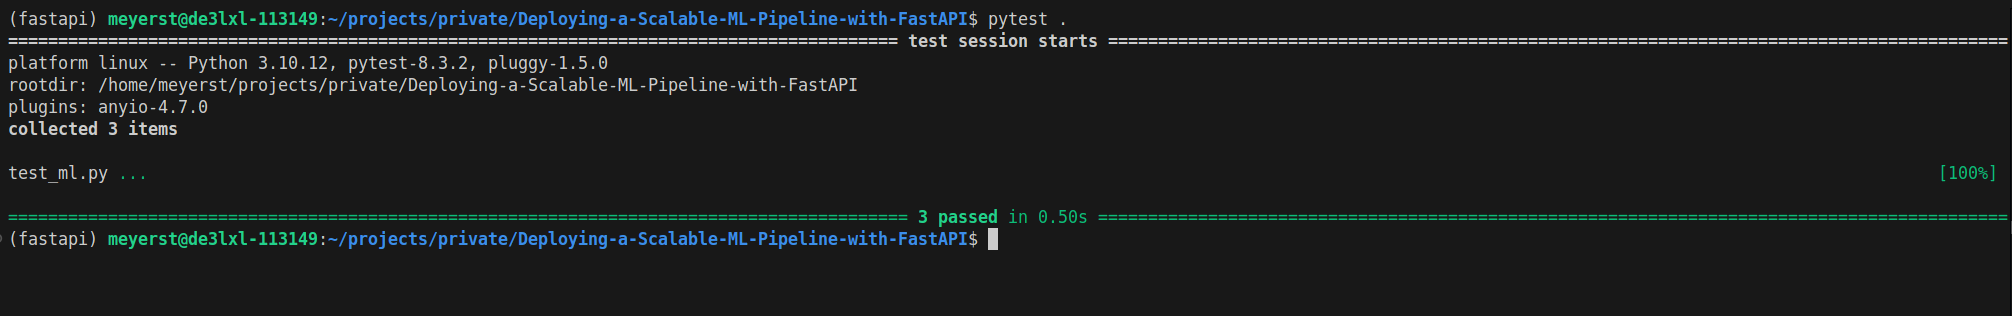 (fastapi) meyerst@de3lxl-113149:~/projects/private/Deploying-a-Scalable-ML-Pipeline-with-FastAPI$ pytest .
========================================================================================= test session starts ==========================================================================================
platform linux -- Python 3.10.12, pytest-8.3.2, pluggy-1.5.0
rootdir: /home/meyerst/projects/private/Deploying-a-Scalable-ML-Pipeline-with-FastAPI
plugins: anyio-4.7.0
collected 3 items
test_ml.py ... [100%]
========================================================================================== 3 passed in 0.50s ===========================================================================================
(fastapi) meyerst@de3lxl-113149:~/projects/private/Deploying-a-Scalable-ML-Pipeline-with-FastAPI$